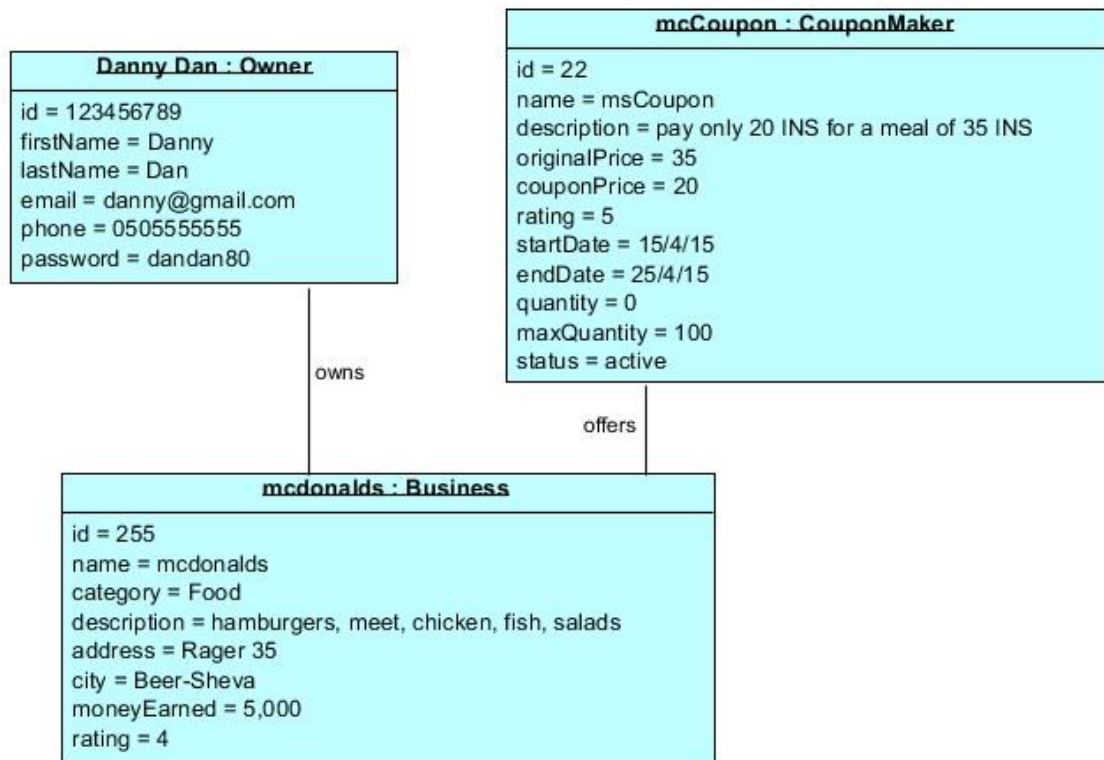 Danny Dan : Owner
id = 123456789
firstName = Danny
lastName = Dan
email = danny@gmail.com
phone = 0505555555
password = dandan80
mcCoupon : CouponMaker
id = 22
name = msCoupon
description = pay only 20 INS for a meal of 35 INS
originalPrice = 35
couponPrice = 20
rating = 5
startDate = 15/4/15
endDate = 25/4/15
quantity = 0
maxQuantity = 100
status = active
owns
offers
mcdonalds : Business
id = 255
name = mcdonalds
category = Food
description = hamburgers, meet, chicken, fish, salads
address = Rager 35
city = Beer-Sheva
moneyEarned = 5,000
rating = 4